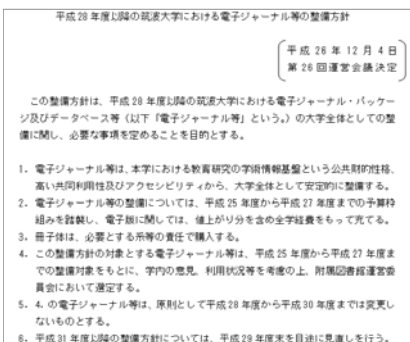 平成28年度以降の筑波大学における電子ジャーナル等の整備方針
平成26年12月4日
第26回運営会議決定
この整備方針は、平成28年度以降の筑波大学における電子ジャーナル・パッケー
ジ及びデータベース等（以下「電子ジャーナル等」という。）の大学全体としての整
備に関し、必要な事項を定めることを目的とする。
1．電子ジャーナル等は、本学における教育研究の学術情報基盤という公共財的性格、
高い共同利用性及びアクセシビリティから、大学全体として安定的に整備する。
2．電子ジャーナル等の整備については、平成25年度から平成27年度までの予算枠
組みを踏襲し、電子版に関しては、値上がり分を含め全学経費をもって充てる。
3．冊子体は、必要とする系等の責任で購入する。
4．この整備方針の対象とする電子ジャーナル等は、平成25年度から平成27年度ま
での整備対象をもとに、学内の意見、利用状況等を考慮の上、附属図書館運営委
員会において選定する。
5．4．の電子ジャーナル等は、原則として平成28年度から平成30年度までは変更し
ないものとする。
6．平成31年度以降の整備方針については、平成29年度末を目途に見直しを行う。